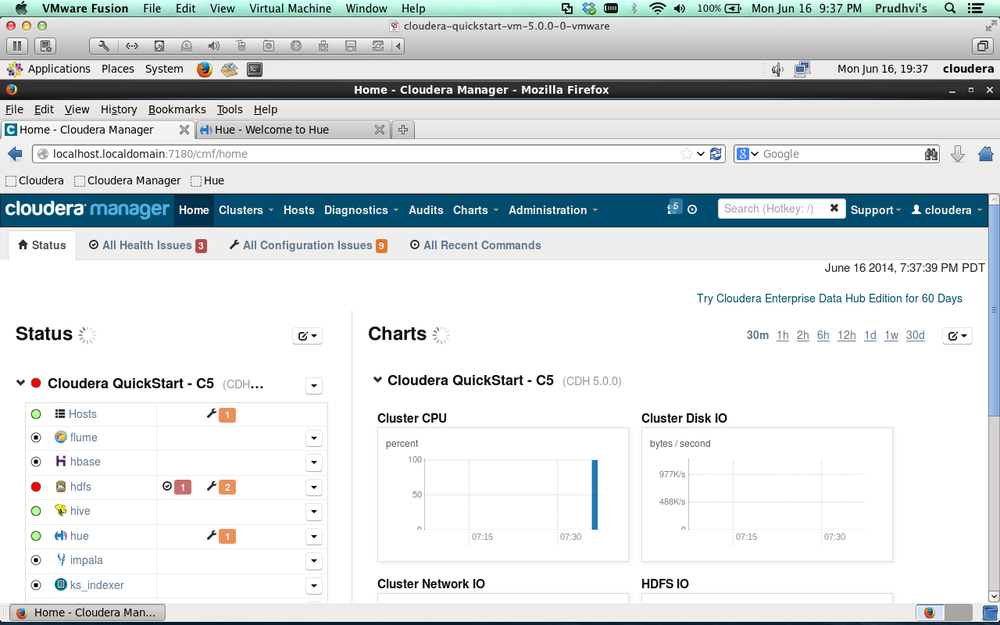 VMware Fusion File Edit View Virtual Machine Window Help 100% Mon Jun 16 9:37 PM Prudhvi's
cloudera-quickstart-vm-5.0.0-0-vmware
Applications Places System Mon Jun 16, 19:37 cloudera
Home - Cloudera Manager - Mozilla Firefox
File Edit View History Bookmarks Tools Help
Home - Cloudera Manager Hue - Welcome to Hue
localhost.localdomain:7180/cmf/home Google
Cloudera Cloudera Manager Hue
cloudera manager Home Clusters Hosts Diagnostics Audits Charts Administration 5 Search (Hotkey: /) Support cloudera
Status All Health Issues 3 All Configuration Issues 9 All Recent Commands
June 16 2014, 7:37:39 PM PDT
Try Cloudera Enterprise Data Hub Edition for 60 Days
Status
Charts 30m 1h 2h 6h 12h 1d 1w 30d
Cloudera QuickStart - C5 (CDH...
Hosts 1
flume
hbase
hdfs 1 2
hive
hue 1
impala
ks_indexer
Cloudera QuickStart - C5 (CDH 5.0.0)
Cluster CPU
percent
100
50
0
07:15 07:30
Cluster Disk IO
bytes / second
977K/s
488K/s
0
07:15 07:30
Cluster Network IO
HDFS IO
Home - Cloudera Man...